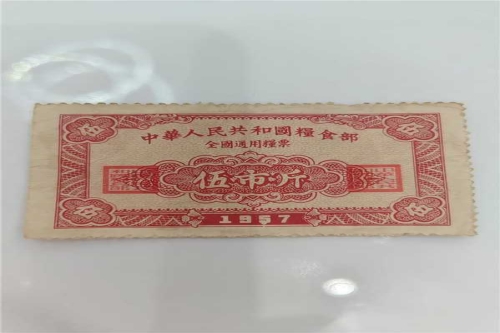 中華人民共和國糧食部
全國通用糧票
伍市斤
伍
伍
伍
伍
1957